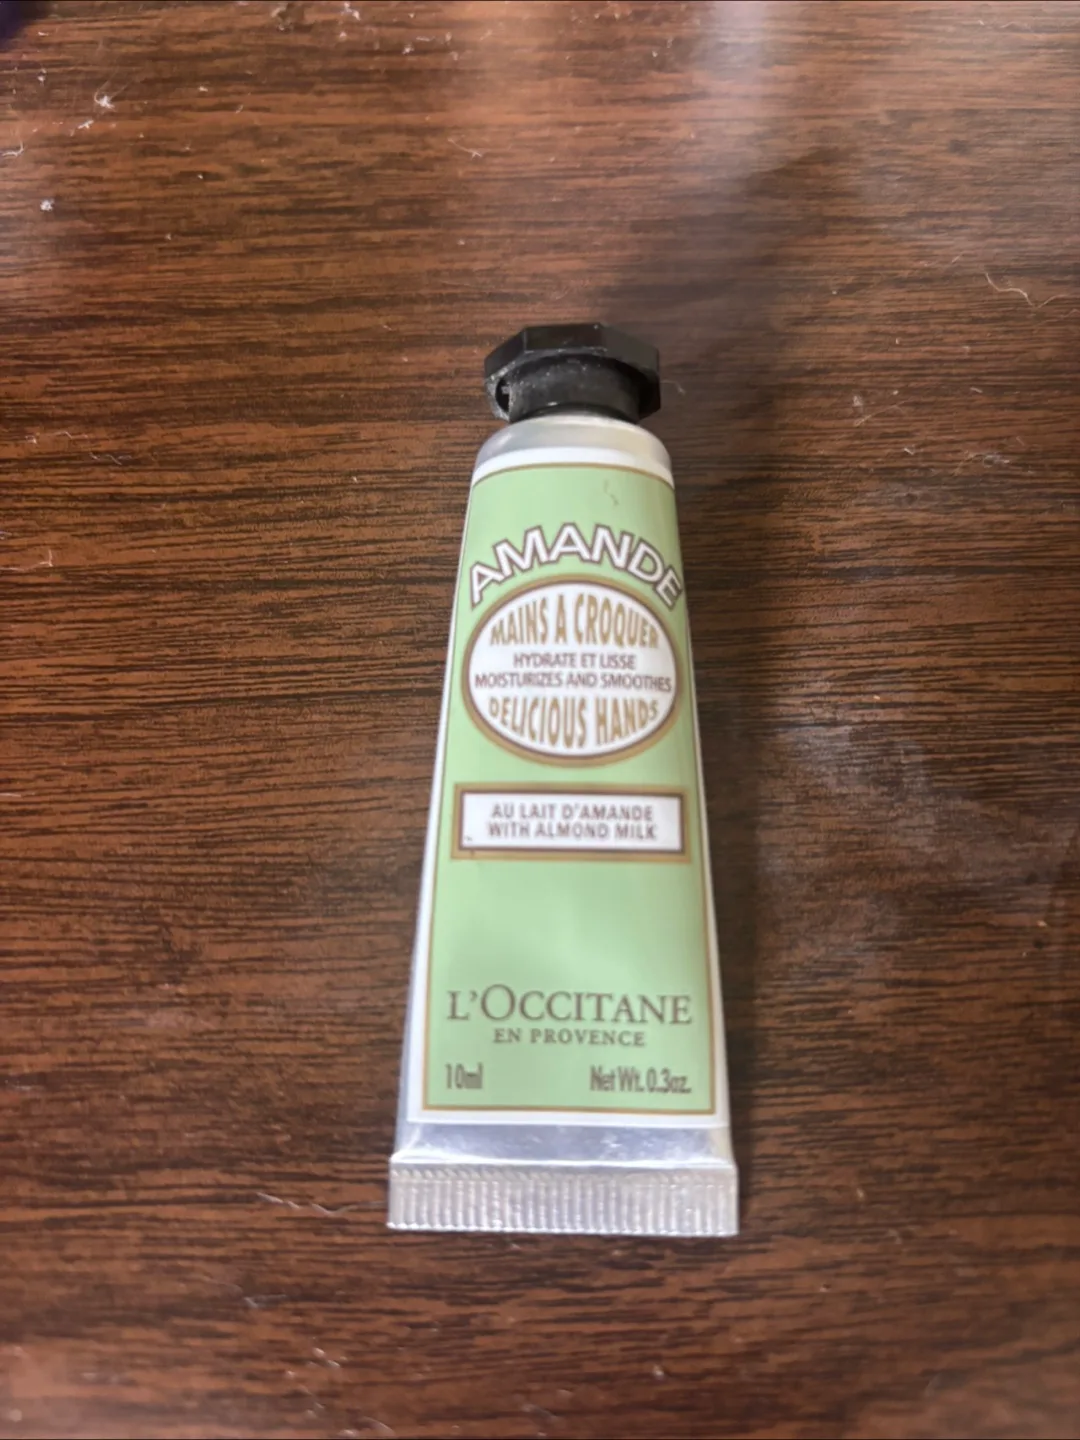 AMANDE
MAINS A CROQUER
HYDRATE ET LISSE
MOISTURIZES AND SMOOTHES
DELICIOUS HANDS
AU LAIT D'AMANDE
WITH ALMOND MILK
L'OCCITANE
EN PROVENCE
10ml Net Wt. 0.3oz.